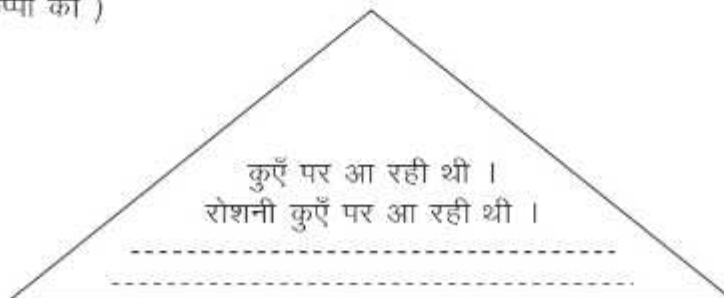 को )
कुएँ पर आ रही थी ।
रोशनी कुएँ पर आ रही थी ।